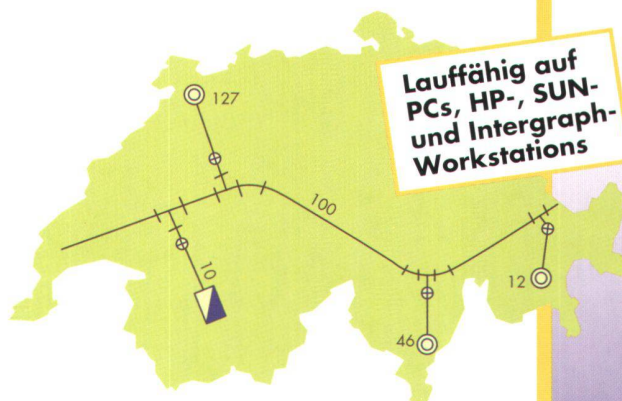 Lauffähig auf
PCs, HP-, SUN-
und Intergraph-
Workstations
127
100
10
12
46